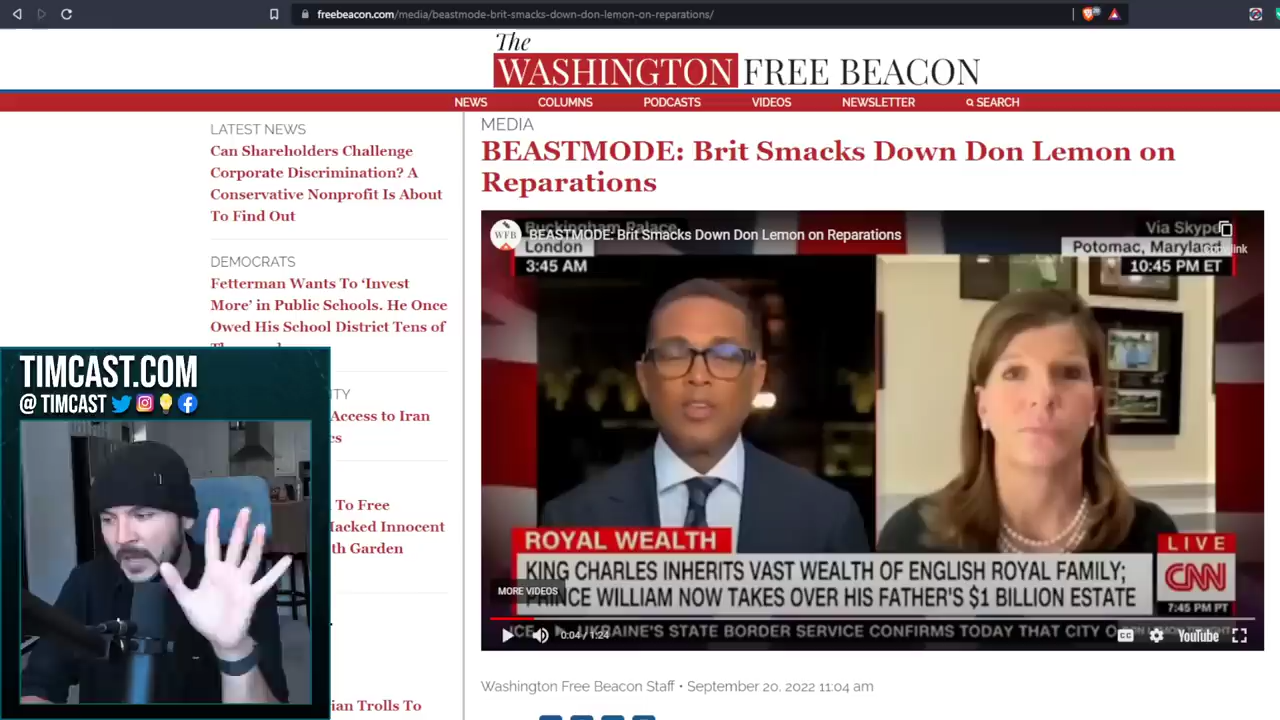 freebeacon.com/media/beastmode-brit-smacks-down-don-lemon-on-reparations/
The
WASHINGTON FREE BEACON
NEWS COLUMNS PODCASTS VIDEOS NEWSLETTER SEARCH
LATEST NEWS
Can Shareholders Challenge
Corporate Discrimination? A
Conservative Nonprofit Is About
To Find Out
DEMOCRATS
Fetterman Wants To ‘Invest
More’ in Public Schools. He Once
Owed His School District Tens of
TIMCAST.COM
@ TIMCAST
Access to Iran
To Free
Innocent
Garden
Trolls To
MEDIA
BEASTMODE: Brit Smacks Down Don Lemon on
Reparations
WFB
BEASTMODE: Brit Smacks Down Don Lemon on Reparations
Buckingham Palace
London
3:45 AM
Via Skype
Potomac, Maryland
10:45 PM ET
ROYAL WEALTH
KING CHARLES INHERITS VAST WEALTH OF ENGLISH ROYAL FAMILY;
PRINCE WILLIAM NOW TAKES OVER HIS FATHER'S $1 BILLION ESTATE
MORE VIDEOS
LIVE
CNN
7:45 PM PT
UKRAINE'S STATE BORDER SERVICE CONFIRMS TODAY THAT CITY
0:04 / 1:24
CC
YouTube
Washington Free Beacon Staff • September 20, 2022 11:04 am